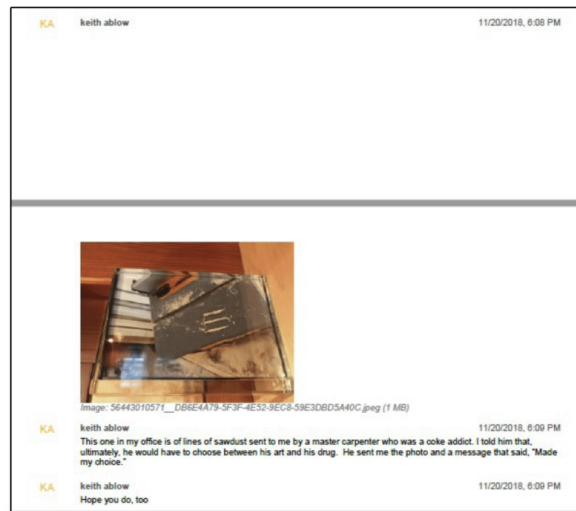 KA keith ablow 11/20/2018, 6:08 PM
Image: 56443010571__DB6E4A79-5F3F-4E52-9EC8-59E3DBD5A40C.jpeg (1 MB)
KA keith ablow 11/20/2018, 6:09 PM
This one in my office is of lines of sawdust sent to me by a master carpenter who was a coke addict. I told him that,
ultimately, he would have to choose between his art and his drug. He sent me the photo and a message that said, "Made
my choice."
KA keith ablow 11/20/2018, 6:09 PM
Hope you do, too